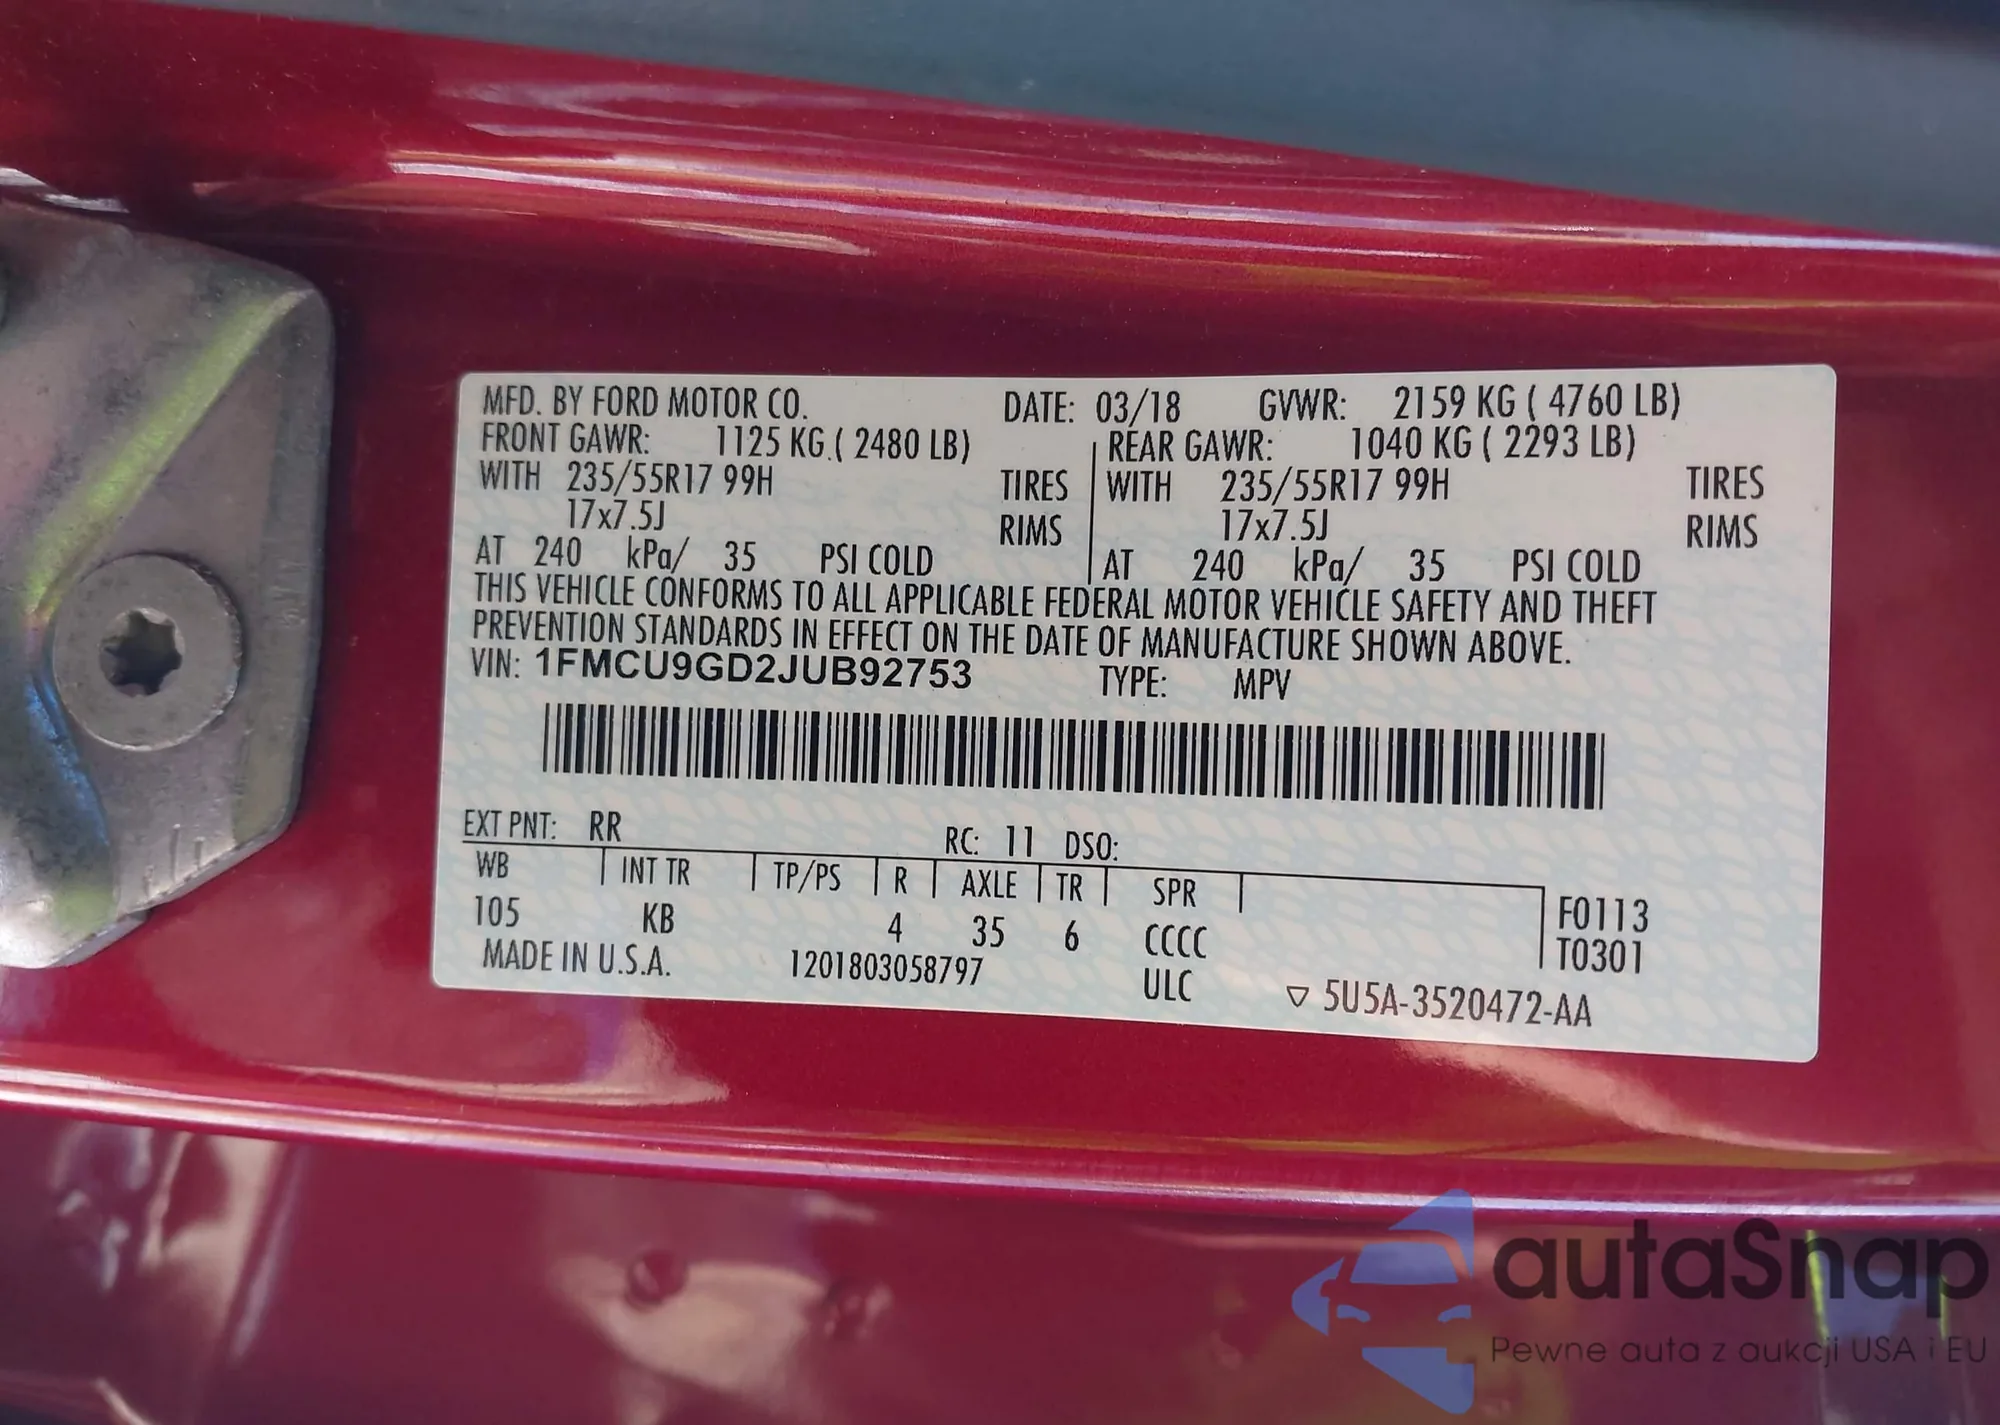 MFD. BY FORD MOTOR CO. DATE: 03/18 GVWR: 2159 KG ( 4760 LB)
FRONT GAWR: 1125 KG ( 2480 LB) REAR GAWR: 1040 KG ( 2293 LB)
WITH 235/55R17 99H TIRES WITH 235/55R17 99H TIRES
17x7.5J RIMS 17x7.5J RIMS
AT 240 kPa/ 35 PSI COLD AT 240 kPa/ 35 PSI COLD
THIS VEHICLE CONFORMS TO ALL APPLICABLE FEDERAL MOTOR VEHICLE SAFETY AND THEFT
PREVENTION STANDARDS IN EFFECT ON THE DATE OF MANUFACTURE SHOWN ABOVE.
VIN: 1FMCU9GD2JUB92753 TYPE: MPV
EXT PNT: RR RC: 11 DSO:
WB INT TR TP/PS R AXLE TR SPR F0113
105 KB 4 35 6 CCCC T0301
MADE IN U.S.A. 1201803058797 ULC 5U5A-3520472-AA
autaSnap
Pewne auta z aukcji USA i EU